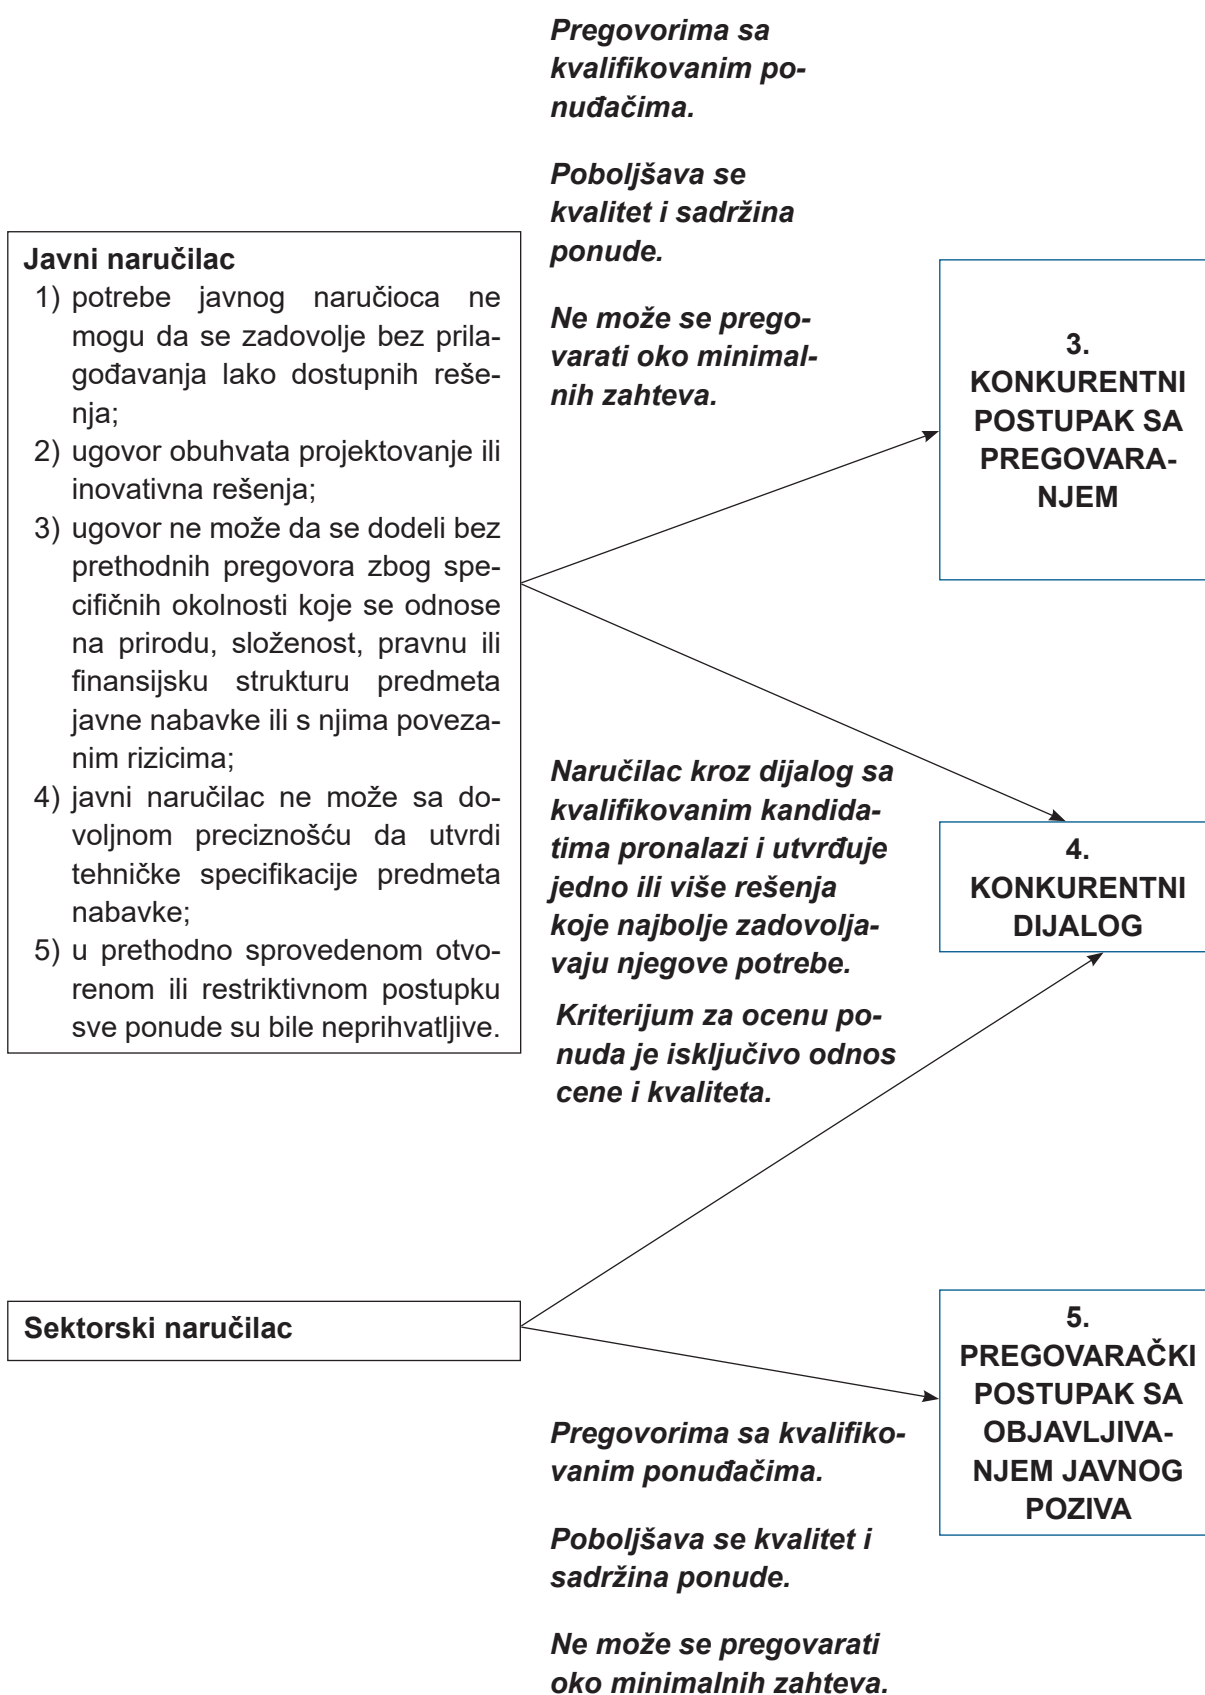 Pregovorima sa
kvalifikovanim po-
nuđačima.
Poboljšava se
kvalitet i sadržina
ponude.
Ne može se prego-
varati oko minimal-
nih zahteva.
Javni naručilac
1) potrebe javnog naručioca ne
mogu da se zadovolje bez prila-
gođavanja lako dostupnih reše-
nja;
2) ugovor obuhvata projektovanje ili
inovativna rešenja;
3) ugovor ne može da se dodeli bez
prethodnih pregovora zbog spe-
cifičnih okolnosti koje se odnose
na prirodu, složenost, pravnu ili
finansijsku strukturu predmeta
javne nabavke ili s njima poveza-
nim rizicima;
4) javni naručilac ne može sa do-
voljnom preciznošću da utvrdi
tehničke specifikacije predmeta
nabavke;
5) u prethodno sprovedenom otvo-
renom ili restriktivnom postupku
sve ponude su bile neprihvatljive.
3.
KONKURENTNI
POSTUPAK SA
PREGOVARA-
NJEM
Naručilac kroz dijalog sa
kvalifikovanim kandida-
tima pronalazi i utvrđuje
jedno ili više rešenja
koje najbolje zadovolja-
vaju njegove potrebe.
Kriterijum za ocenu po-
nuda je isključivo odnos
cene i kvaliteta.
4.
KONKURENTNI
DIJALOG
Sektorski naručilac
5.
PREGOVARAČKI
POSTUPAK SA
OBJAVLJIVA-
NJEM JAVNOG
POZIVA
Pregovorima sa kvalifiko-
vanim ponuđačima.
Poboljšava se kvalitet i
sadržina ponude.
Ne može se pregovarati
oko minimalnih zahteva.